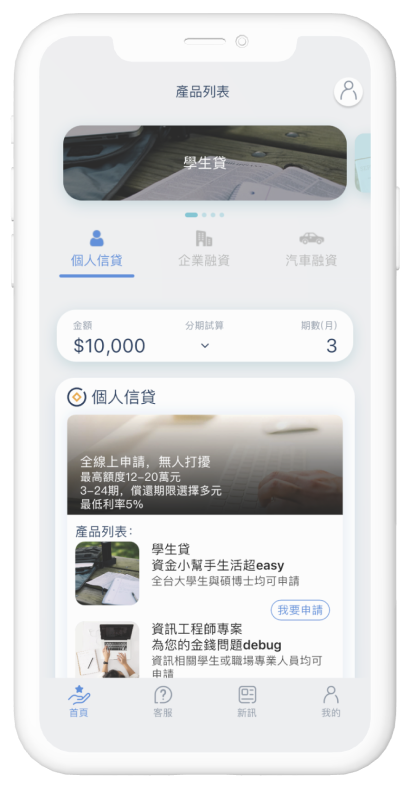 產品列表
學生貸
個人信貸
企業融資
汽車融資
金額
分期試算
期數(月)
$10,000
3
個人信貸
全線上申請，無人打擾
最高額度12-20萬元
3-24期，償還期限選擇多元
最低利率5%
產品列表:
學生貸
資金小幫手生活超easy
全台大學生與碩博士均可申請
我要申請
資訊工程師專案
為您的金錢問題debug
資訊相關學生或職場專業人員均可
申請
首頁
客服
新訊
我的